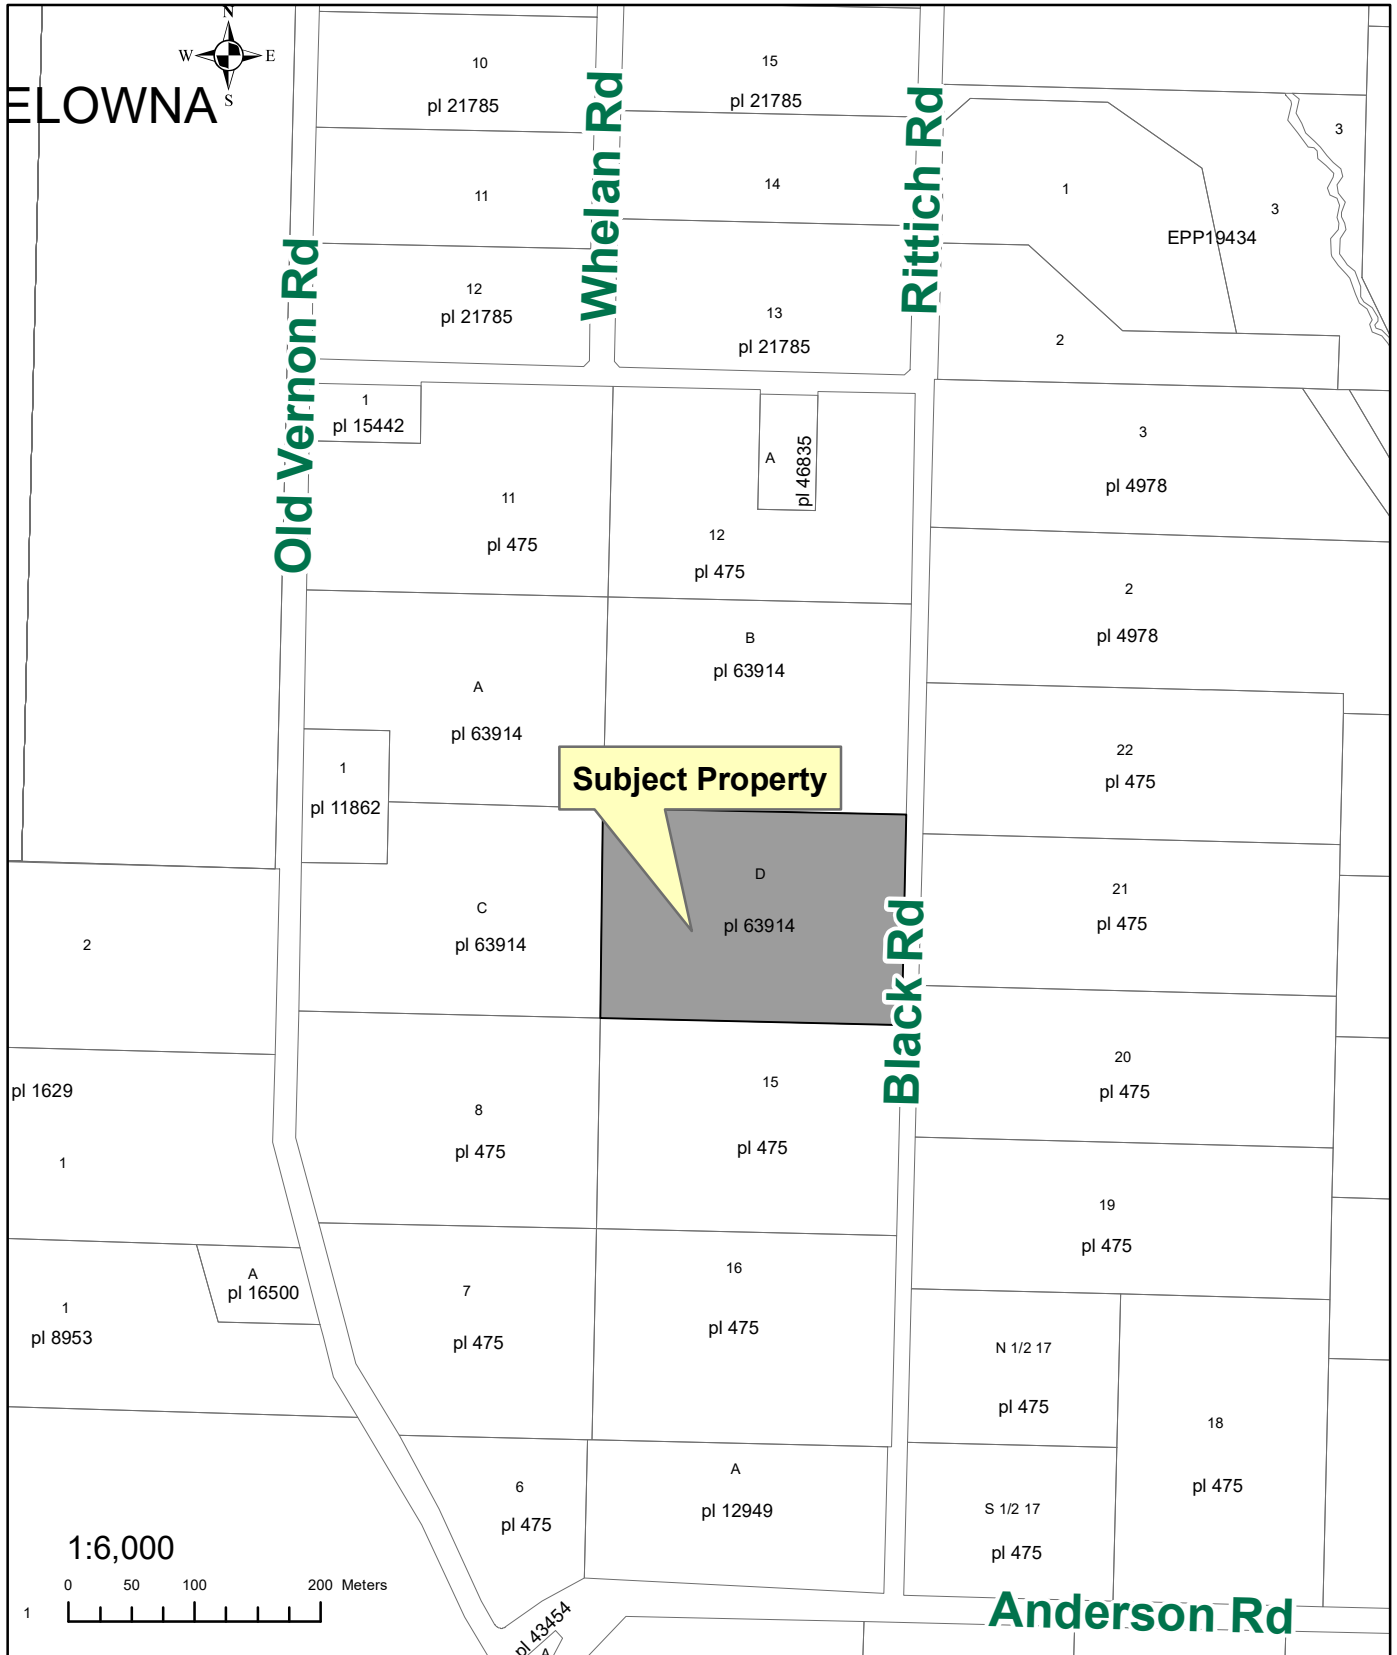 N
W E
S
ELOWNA
10
pl 21785
15
pl 21785
Whelan Rd
Rittich Rd
3
11
14
1
3
EPP19434
Old Vernon Rd
12
pl 21785
13
pl 21785
2
1
pl 15442
A
pl 46835
3
pl 4978
11
pl 475
12
pl 475
2
pl 4978
B
pl 63914
A
pl 63914
22
pl 475
1
pl 11862
Subject Property
D
pl 63914
21
pl 475
C
pl 63914
2
Black Rd
20
pl 475
pl 1629
1
8
pl 475
15
pl 475
19
pl 475
A
pl 16500
1
pl 8953
7
pl 475
16
pl 475
N 1/2 17
pl 475
18
pl 475
6
pl 475
A
pl 12949
S 1/2 17
pl 475
1:6,000
0 50 100 200 Meters
1
pl 43454
A
Anderson Rd